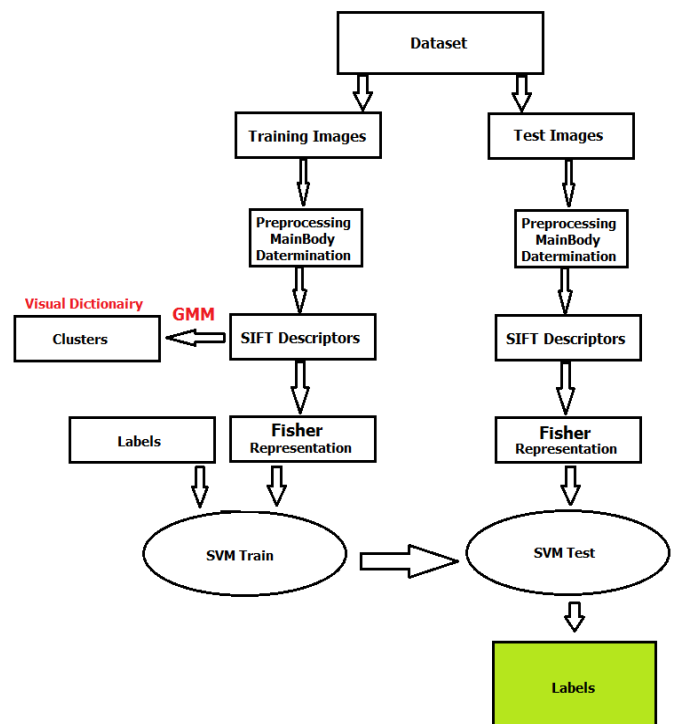 Dataset
Training Images
Test Images
Preprocessing
MainBody
Datermination
Preprocessing
MainBody
Datermination
Visual Dictionairy
GMM
Clusters
SIFT Descriptors
SIFT Descriptors
Labels
Fisher
Representation
Fisher
Representation
SVM Train
SVM Test
Labels